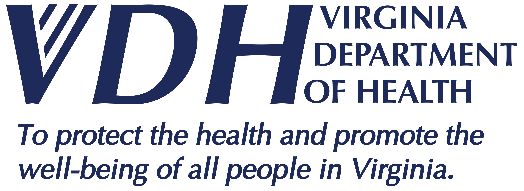 VDH
VIRGINIA
DEPARTMENT
OF HEALTH
To protect the health and promote the
well-being of all people in Virginia.